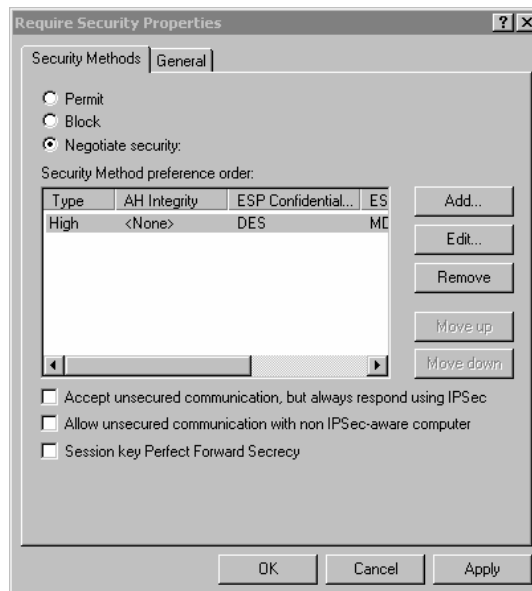 Require Security Properties
Security Methods
General
Permit
Block
Negotiate security:
Security Method preference order:
Type AH Integrity ESP Confidential... ES
High <None> DES MD
Add...
Edit...
Remove
Move up
Move down
Accept unsecured communication, but always respond using IPSec
Allow unsecured communication with non IPSec-aware computer
Session key Perfect Forward Secrecy
OK Cancel Apply